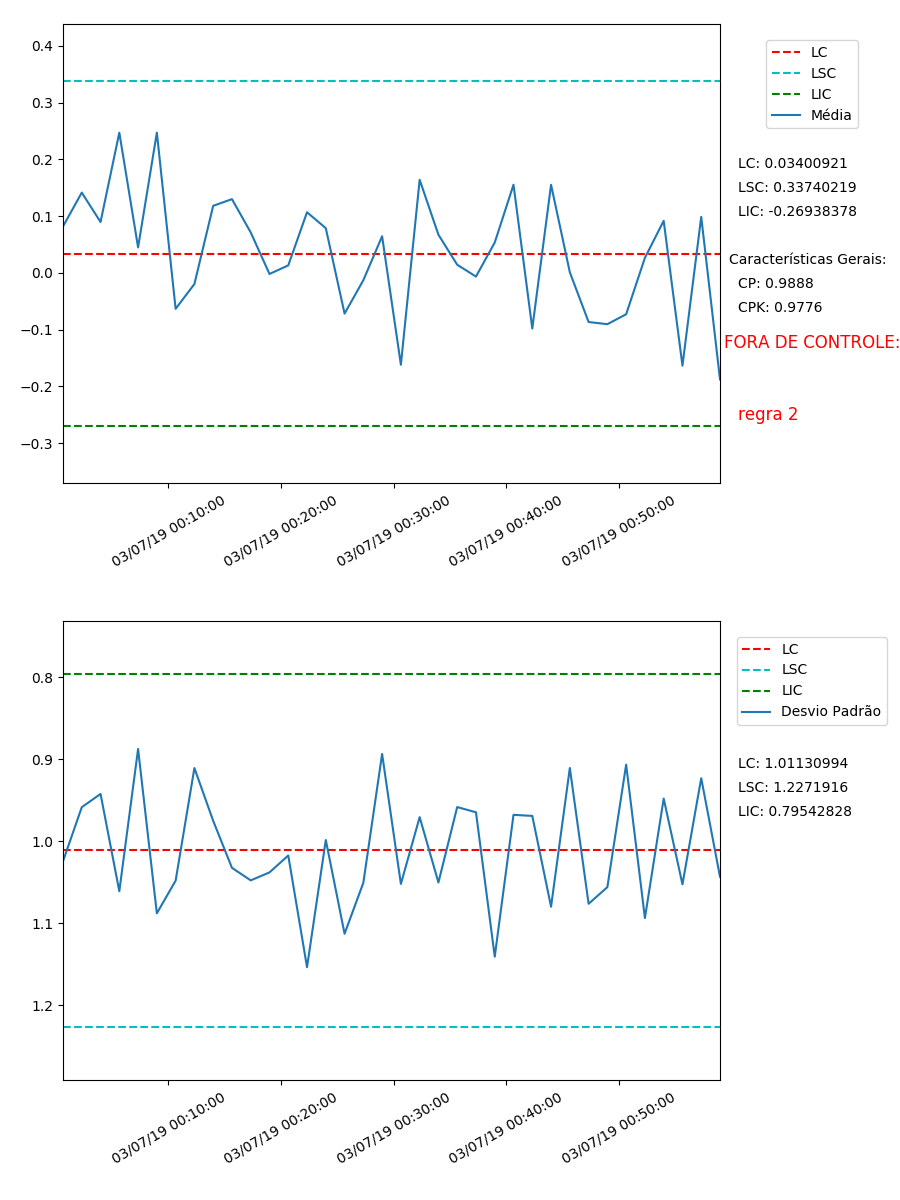 0.4
0.3
0.2
0.1
0.0
−0.1
−0.2
−0.3
03/07/19 00:10:00
03/07/19 00:20:00
03/07/19 00:30:00
03/07/19 00:40:00
03/07/19 00:50:00
LC
LSC
LIC
Média
LC: 0.03400921
LSC: 0.33740219
LIC: -0.26938378
Características Gerais:
CP: 0.9888
CPK: 0.9776
FORA DE CONTROLE:
regra 2
0.8
0.9
1.0
1.1
1.2
03/07/19 00:10:00
03/07/19 00:20:00
03/07/19 00:30:00
03/07/19 00:40:00
03/07/19 00:50:00
LC
LSC
LIC
Desvio Padrão
LC: 1.01130994
LSC: 1.2271916
LIC: 0.79542828